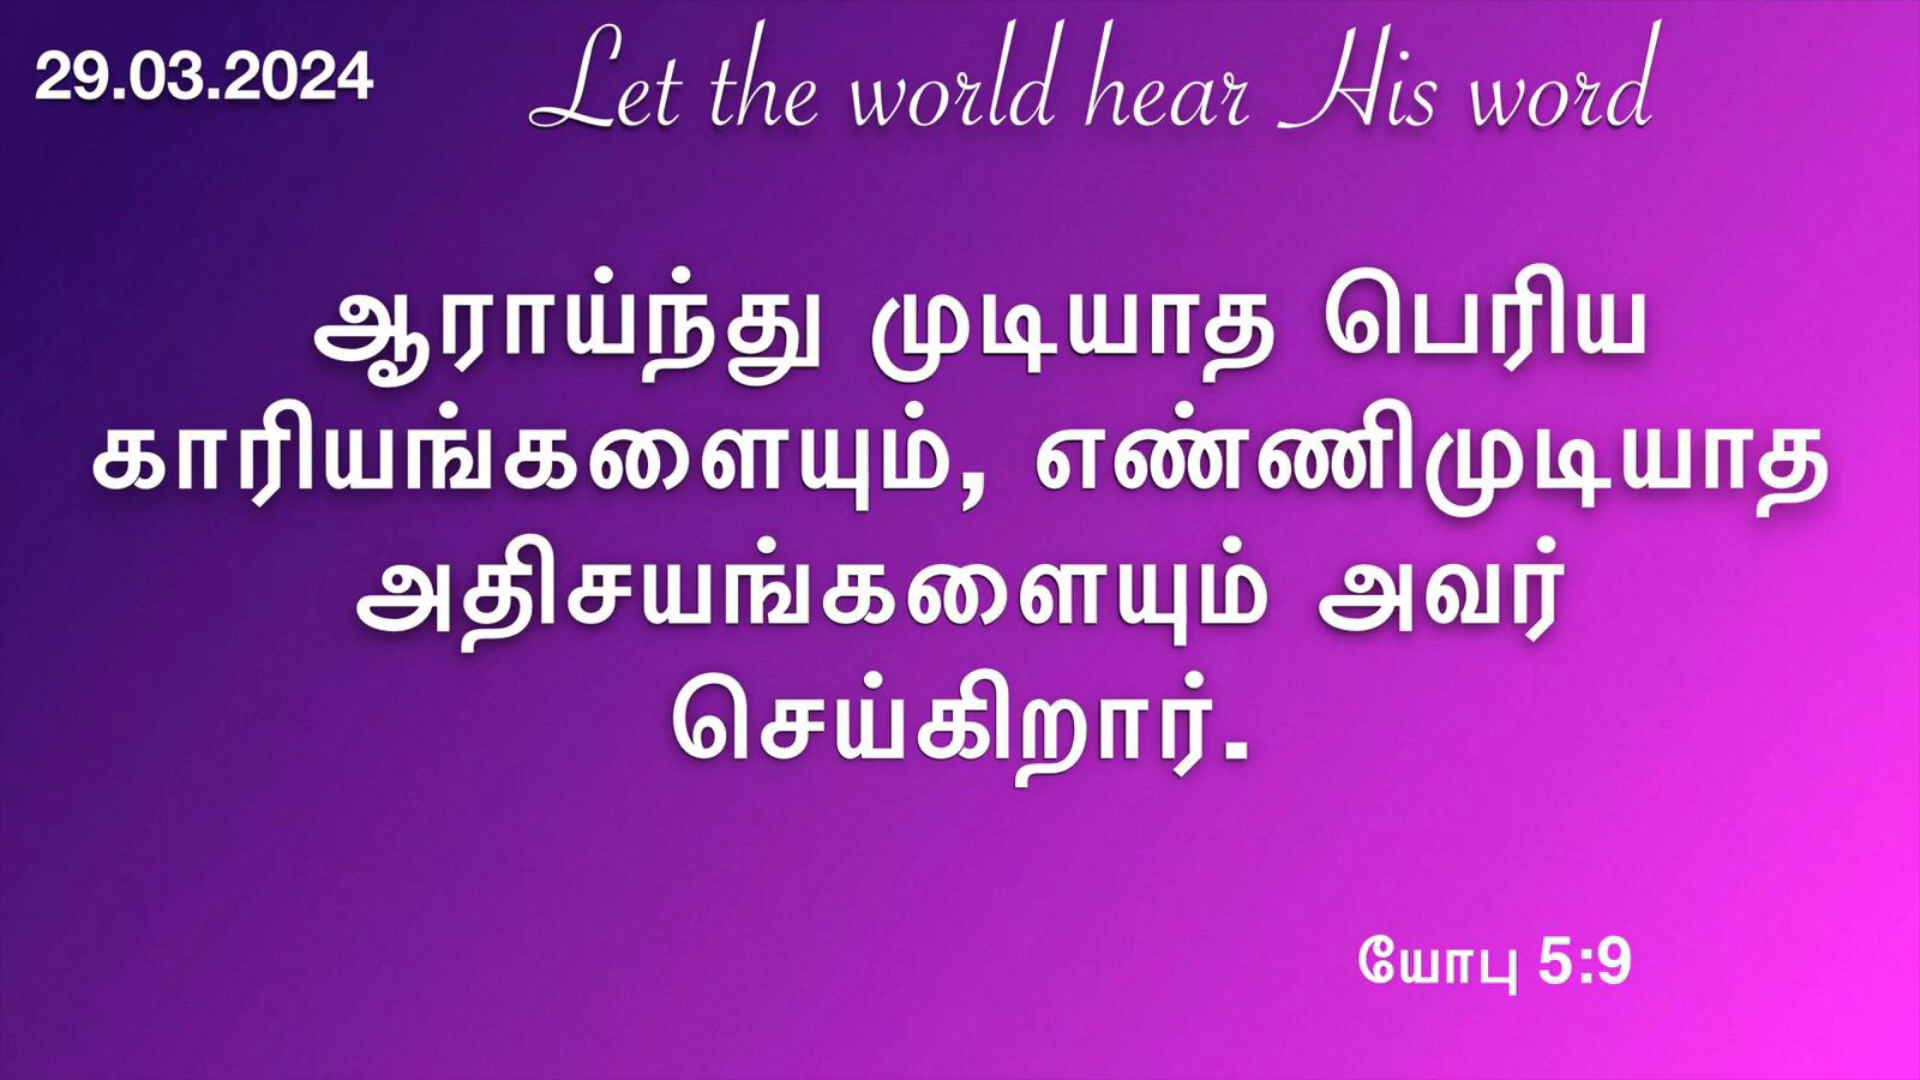 29.03.2024
Let the world hear His word
ஆராய்ந்து முடியாத பெரிய
காரியங்களையும், எண்ணிமுடியாத
அதிசயங்களையும் அவர்
செய்கிறார்.
யோபு 5:9